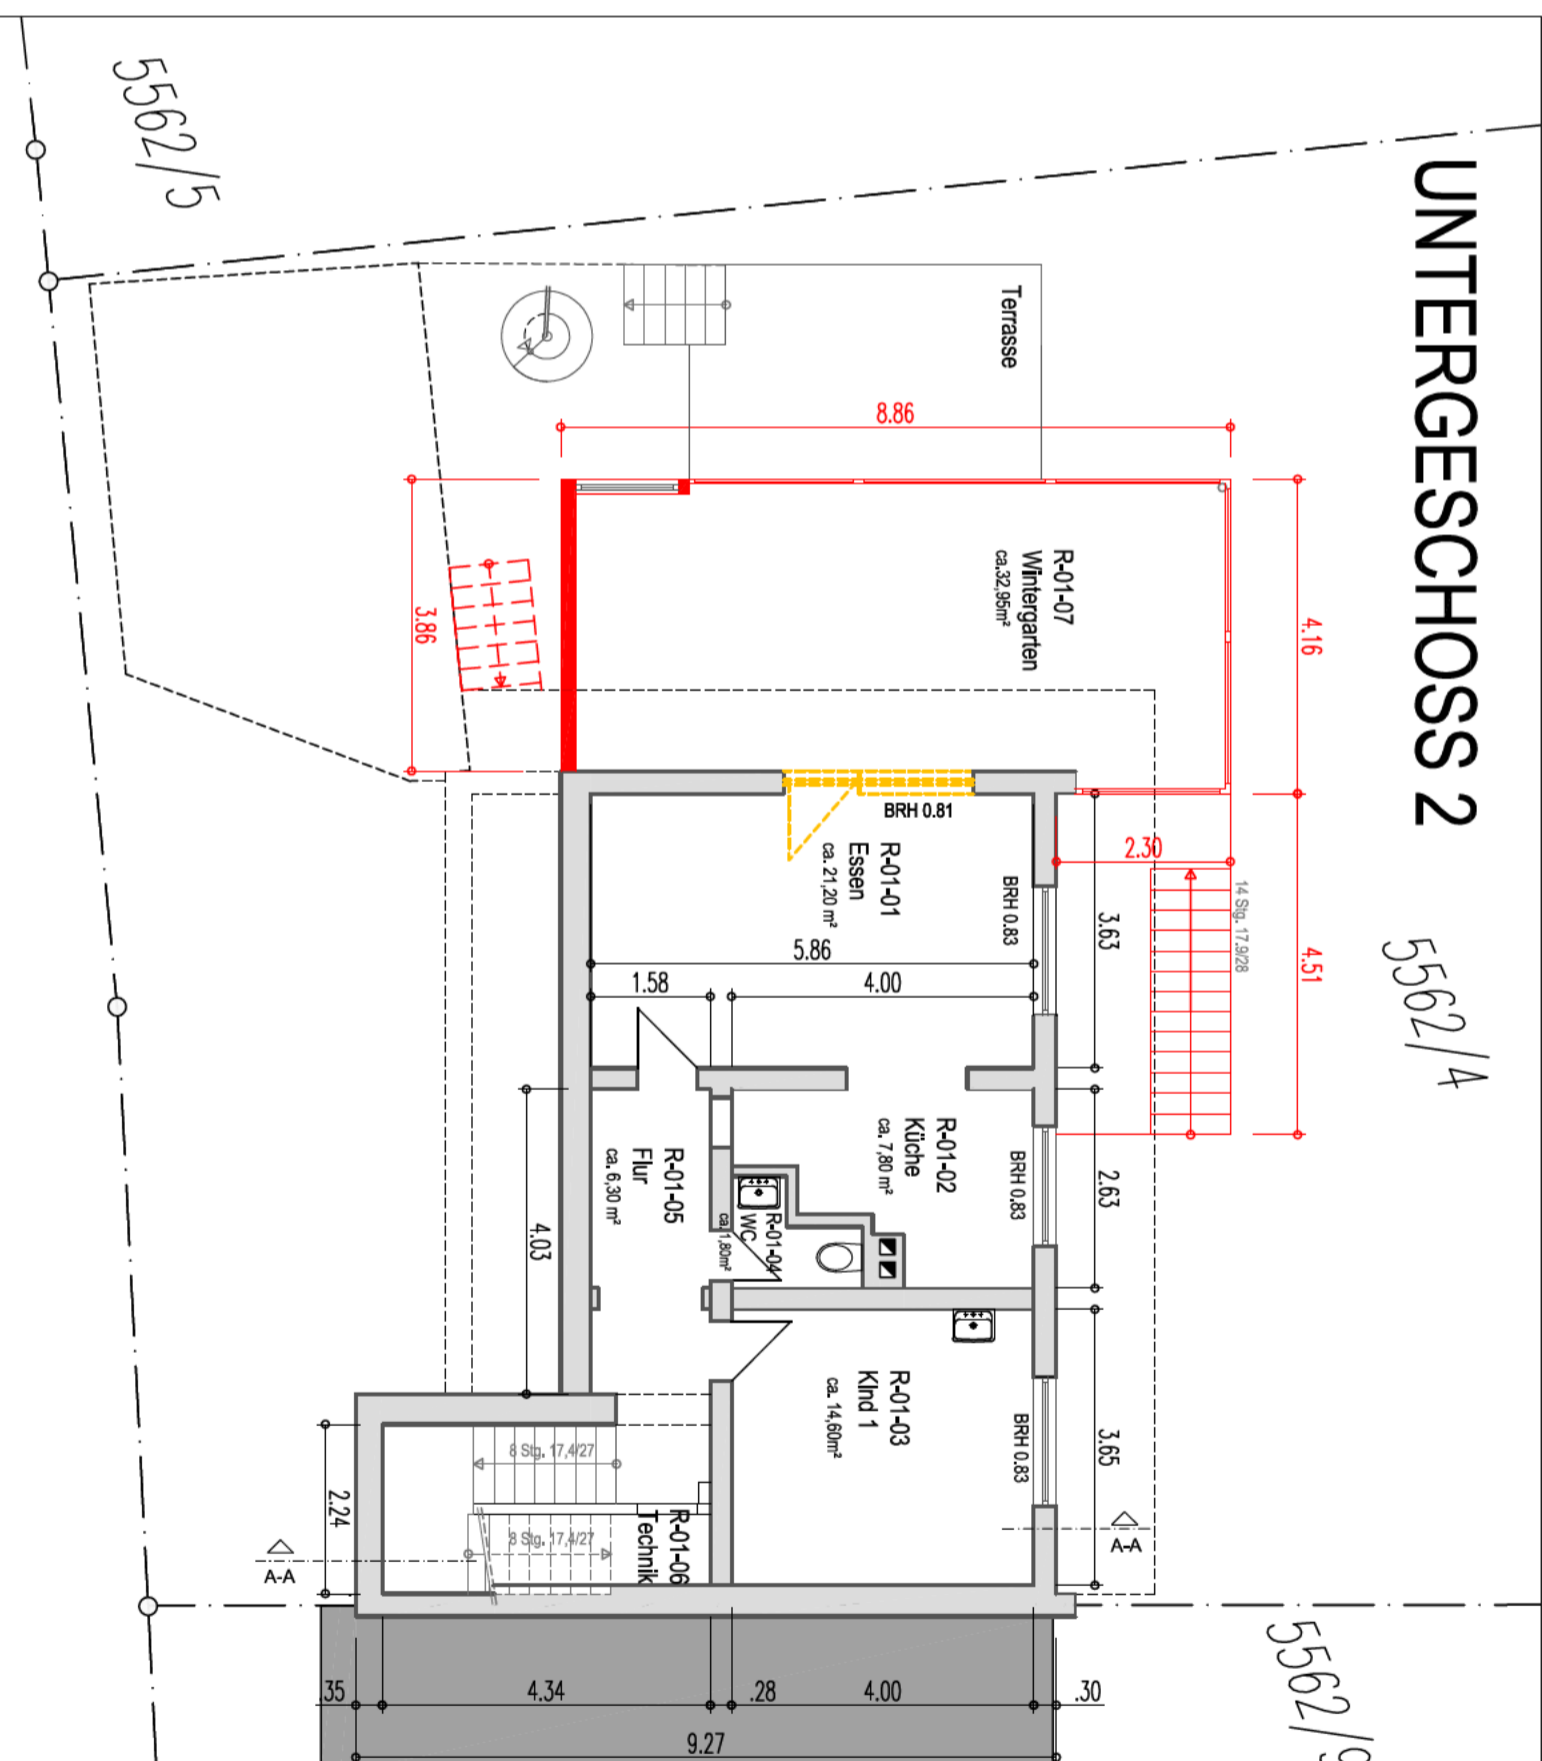 UNTERGESCHOSS 2
5562/5
5562/4
5562/9
Terrasse
8.86
4.16
3.86
4.51
2.30
14 Stg. 17.9/28
R-01-07
Wintergarten
ca.32,95m²
BRH 0.81
R-01-01
Essen
ca. 21,20 m²
BRH 0.83
3.63
5.86
1.58
4.00
R-01-02
Küche
ca. 7,80 m²
BRH 0.83
2.63
R-01-05
Flur
ca. 6,30 m²
R-01-04
WC
ca. 1,80m²
4.03
R-01-03
KInd 1
ca. 14,60m²
BRH 0.83
3.65
8 Stg. 17,4/27
8 Stg. 17,4/27
R-01-06
Technik
2.24
A-A
A-A
.35
4.34
.28
4.00
.30
9.27